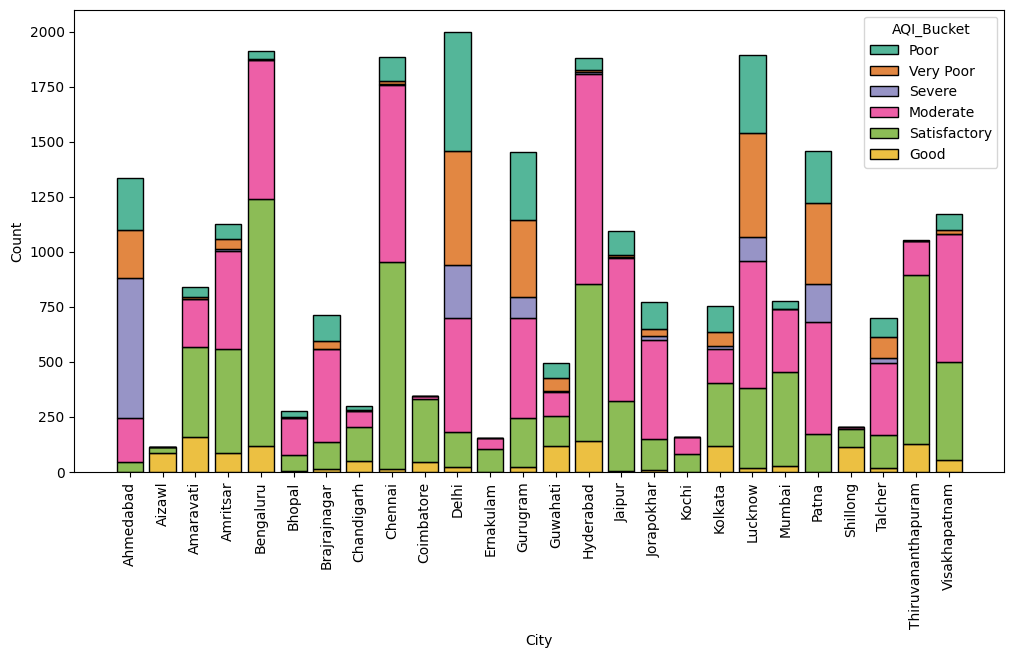 2000
1750
1500
1250
1000
750
500
250
0
Count
AQI_Bucket
Poor
Very Poor
Severe
Moderate
Satisfactory
Good
Ahmedabad
Aizawl
Amaravati
Amritsar
Bengaluru
Bhopal
Brajrajnagar
Chandigarh
Chennai
Coimbatore
Delhi
Ernakulam
Gurugram
Guwahati
Hyderabad
Jaipur
Jorapokhar
Kochi
Kolkata
Lucknow
Mumbai
Patna
Shillong
Talcher
Thiruvananthapuram
Visakhapatnam
City